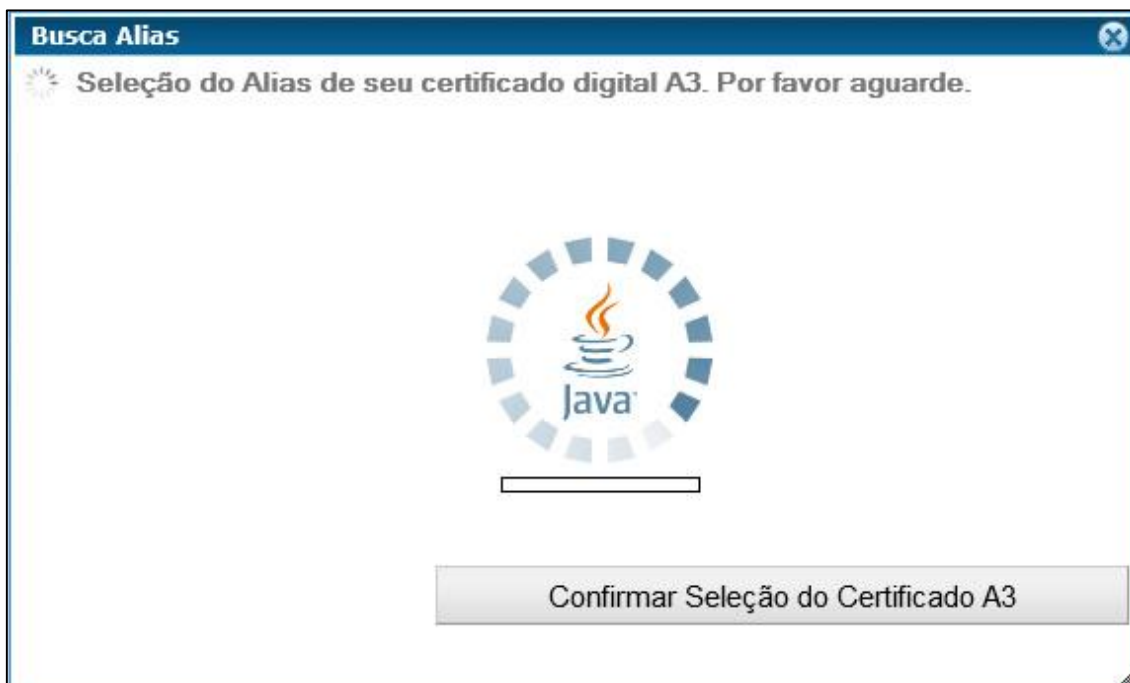 Busca Alias
Seleção do Alias de seu certificado digital A3. Por favor aguarde.
Java
Confirmar Seleção do Certificado A3